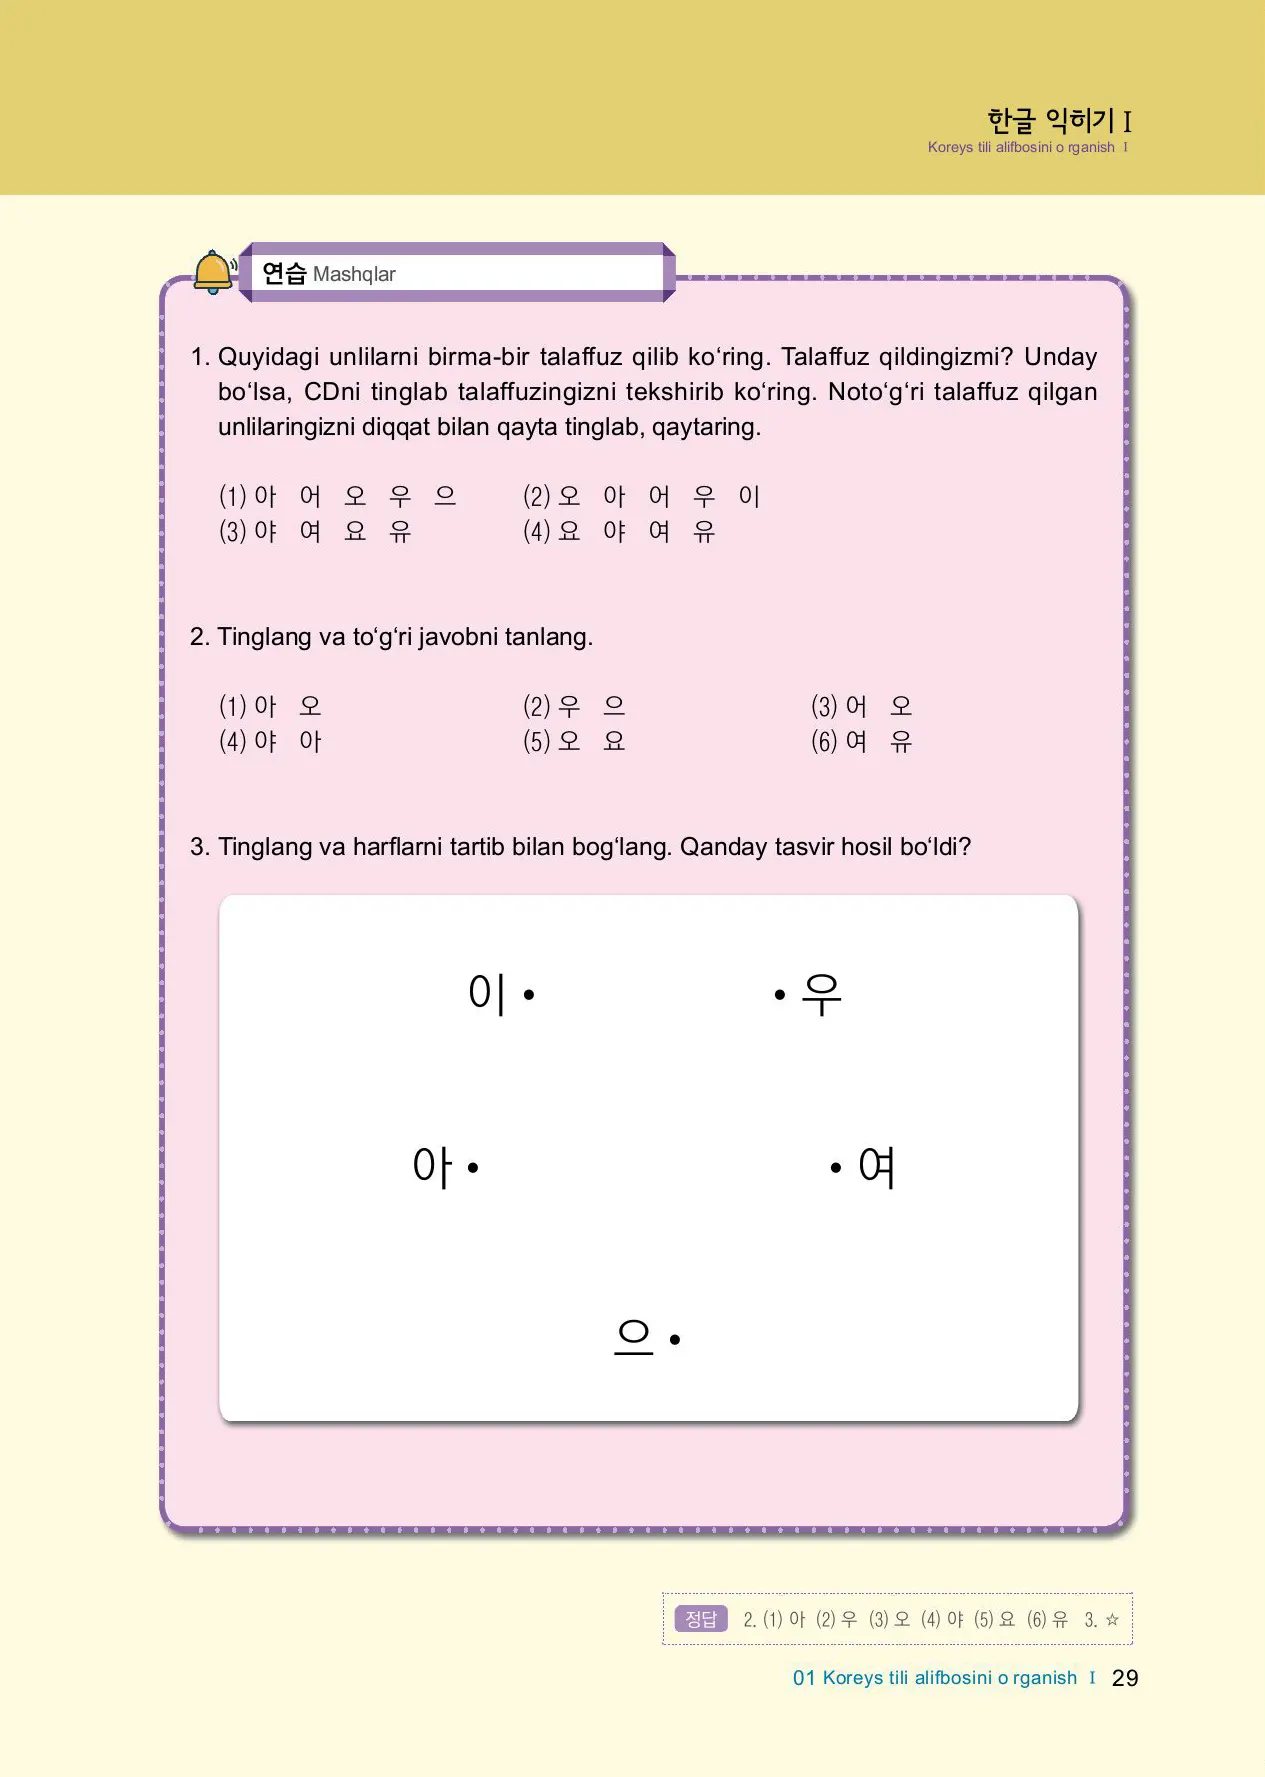 한글 익히기 I
Koreys tili alifbosini o rganish I
연습 Mashqlar
1. Quyidagi unlilarni birma-bir talaffuz qilib ko‘ring. Talaffuz qildingizmi? Unday
bo‘lsa, CDni tinglab talaffuzingizni tekshirib ko‘ring. Noto‘g‘ri talaffuz qilgan
unlilaringizni diqqat bilan qayta tinglab, qaytaring.
(1) 아 어 오 우 으 (2) 오 아 어 우 이
(3) 야 여 요 유 (4) 요 야 여 유
2. Tinglang va to‘g‘ri javobni tanlang.
(1) 아 오 (2) 우 으 (3) 어 오
(4) 야 아 (5) 오 요 (6) 여 유
3. Tinglang va harflarni tartib bilan bog‘lang. Qanday tasvir hosil bo‘ldi?
이 • • 우
아 • • 여
으 •
정답 2. (1) 아 (2) 우 (3) 오 (4) 야 (5) 요 (6) 유 3. ☆
01 Koreys tili alifbosini o rganish I 29